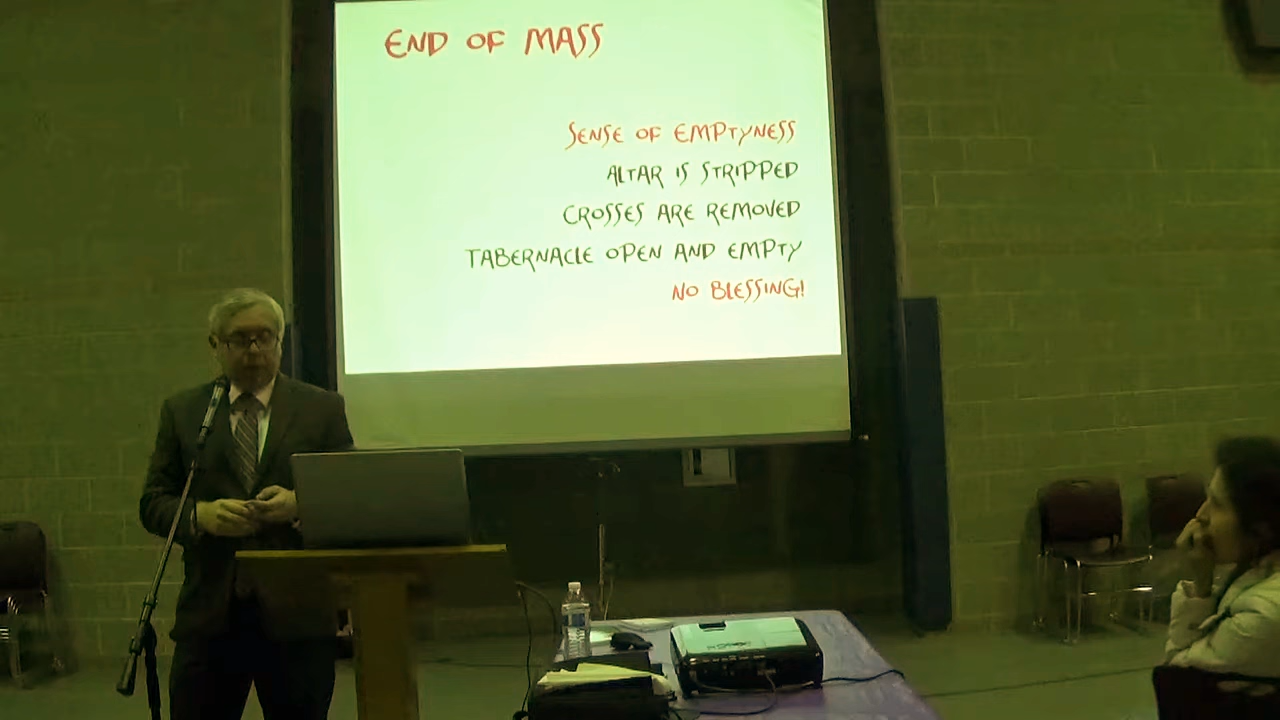 END OF MASS
SENSE OF EMPTYNESS
ALTAR IS STRIPPED
CROSSES ARE REMOVED
TABERNACLE OPEN AND EMPTY
NO BLESSING!